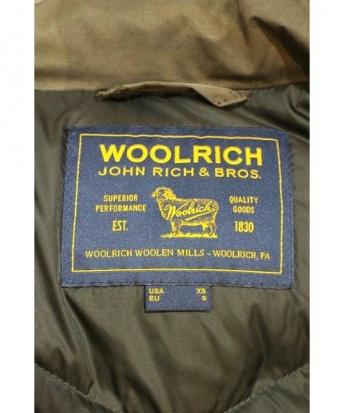 WOOLRICH
JOHN RICH & BROS.
SUPERIOR PERFORMANCE
QUALITY GOODS
Woolrich
EST.
1830
WOOLRICH WOOLEN MILLS - WOOLRICH, PA
USA XS
EU S